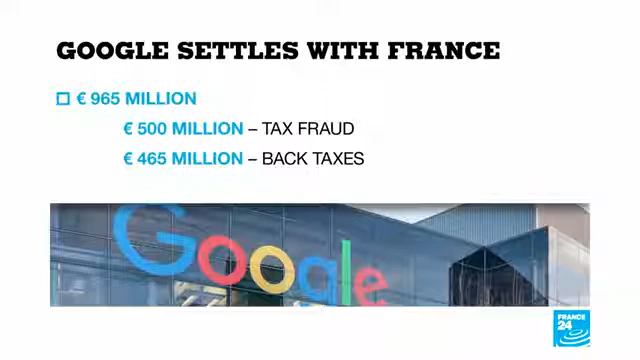 GOOGLE SETTLES WITH FRANCE
€ 965 MILLION
€ 500 MILLION – TAX FRAUD
€ 465 MILLION – BACK TAXES
Google
FRANCE
24